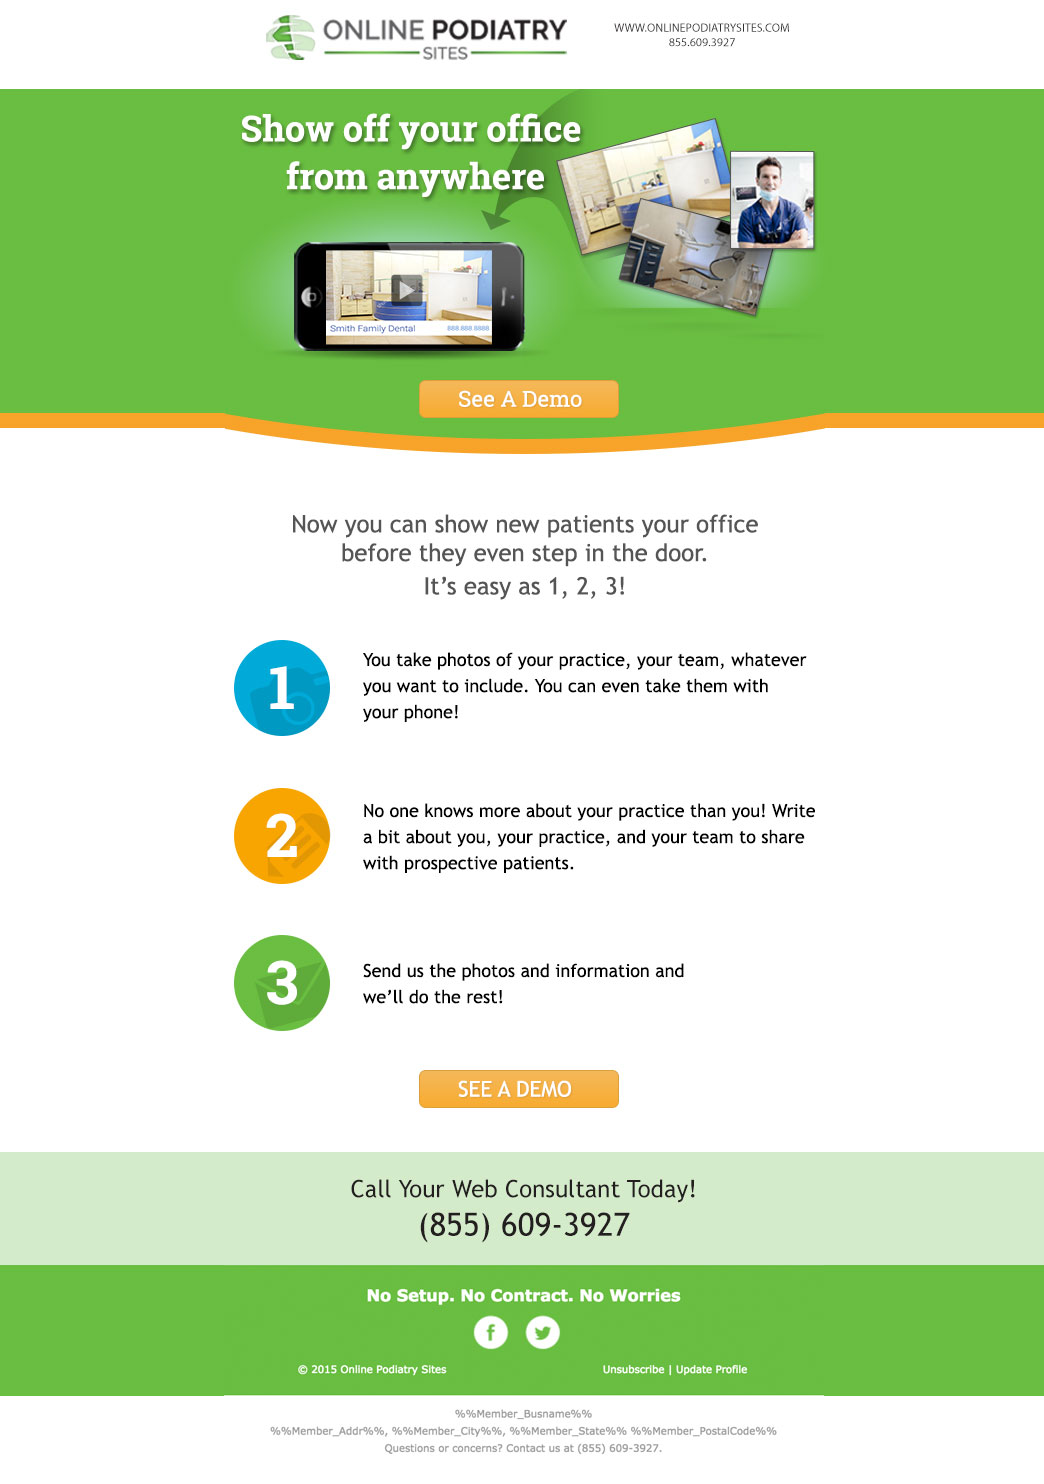 ONLINE PODIATRY
SITES
WWW.ONLINEPODIATRYSITES.COM
855.609.3927
Show off your office
from anywhere
Smith Family Dental 888.888.8888
See A Demo
Now you can show new patients your office
before they even step in the door.
It's easy as 1, 2, 3!
1
You take photos of your practice, your team, whatever
you want to include. You can even take them with
your phone!
2
No one knows more about your practice than you! Write
a bit about you, your practice, and your team to share
with prospective patients.
3
Send us the photos and information and
we'll do the rest!
SEE A DEMO
Call Your Web Consultant Today!
(855) 609-3927
No Setup. No Contract. No Worries
© 2015 Online Podiatry Sites Unsubscribe | Update Profile
%%Member_Busname%%
%%Member_Addr%%, %%Member_City%%, %%Member_State%% %%Member_PostalCode%%
Questions or concerns? Contact us at (855) 609-3927.